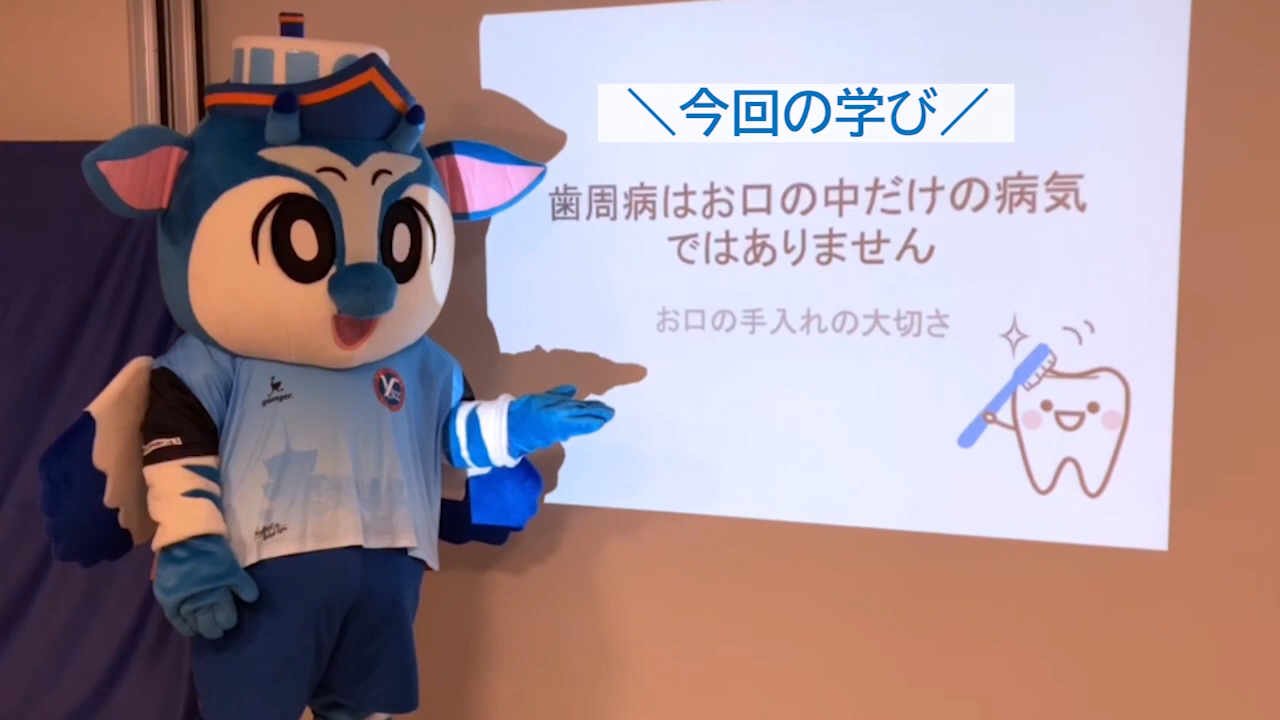 ＼今回の学び／
歯周病はお口の中だけの病気
ではありません
お口の手入れの大切さ